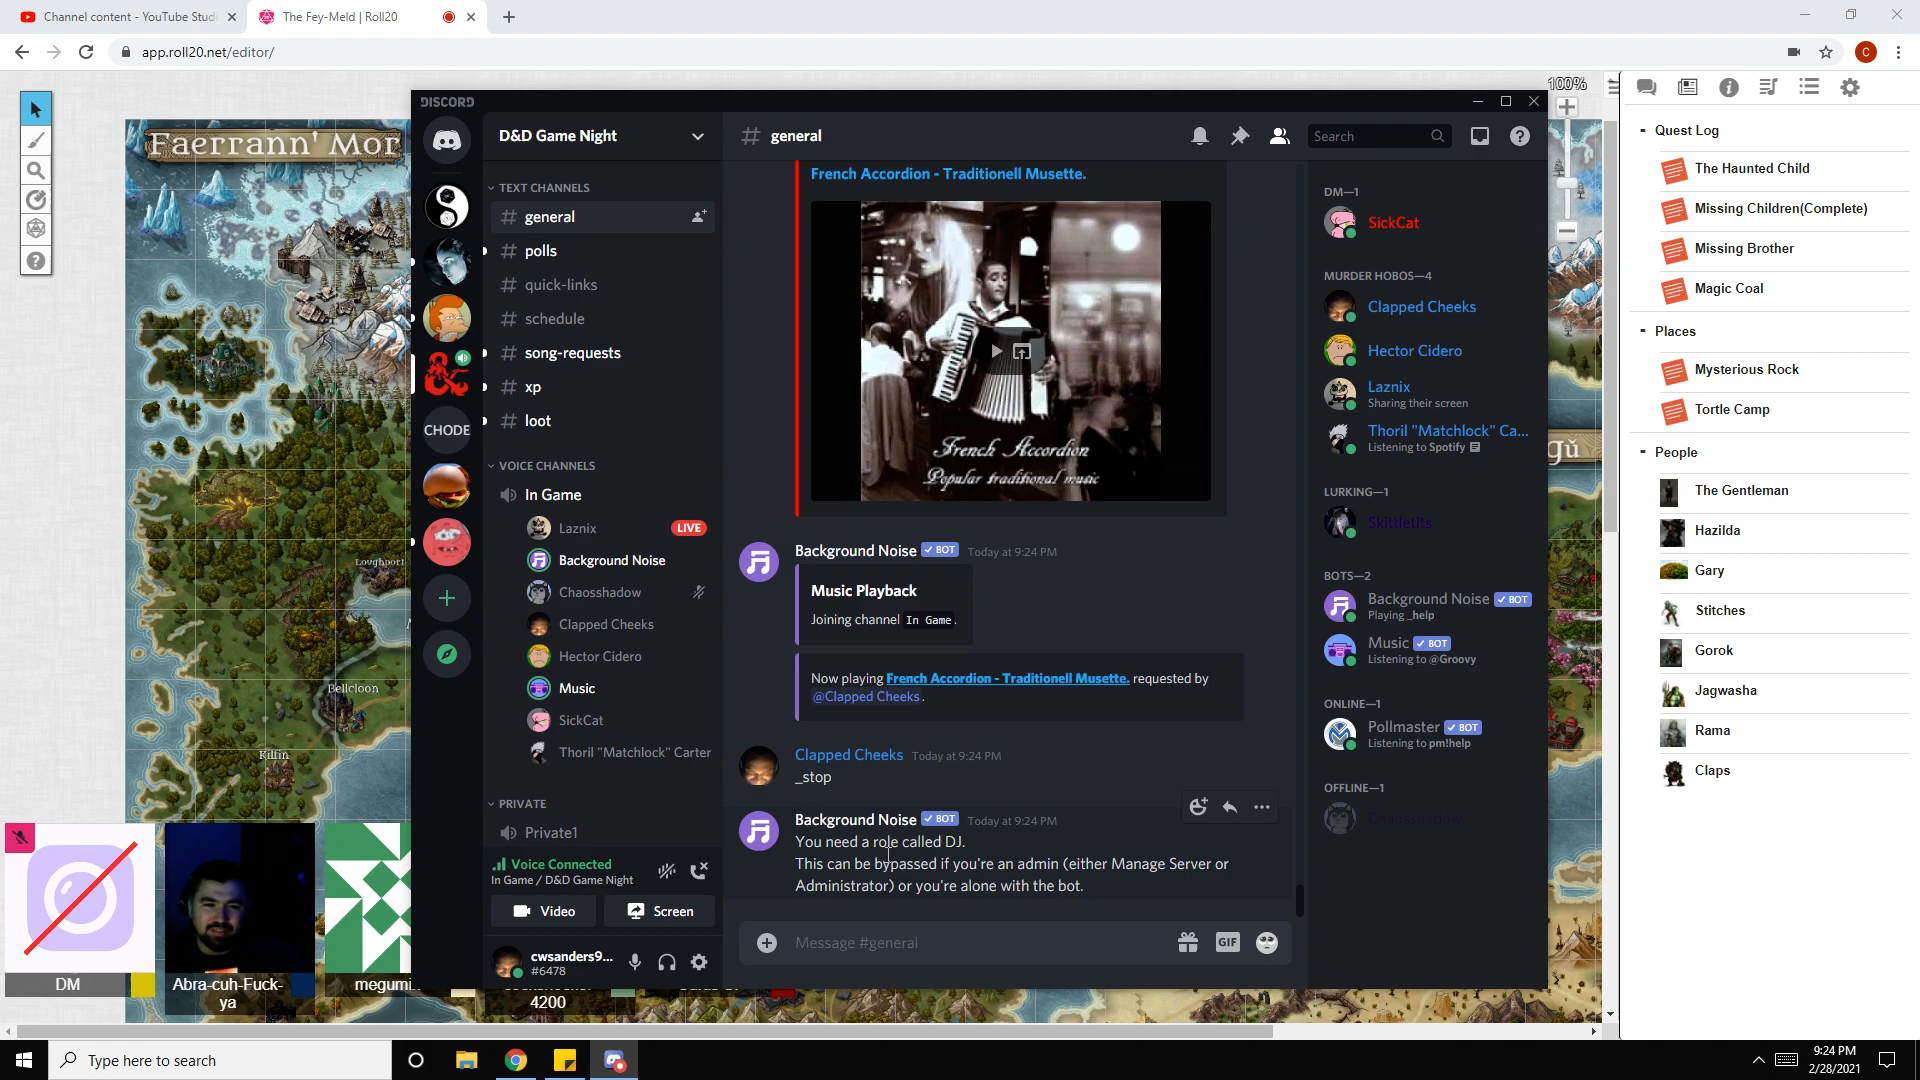 Channel content - YouTube Studi
The Fey-Meld | Roll20
app.roll20.net/editor/
C
100%
Faerann' Mor
Loughport
Bellcloon
Kilfin
gǔ
DISCORD
D&D Game Night
TEXT CHANNELS
general
polls
quick-links
schedule
song-requests
xp
loot
CHODE
VOICE CHANNELS
In Game
Laznix
LIVE
Background Noise
Chaosshadow
Clapped Cheeks
Hector Cidero
Music
SickCat
Thoril "Matchlock" Carter
PRIVATE
Private1
Voice Connected
In Game / D&D Game Night
Video
Screen
cwsanders9...
#6478
# general
Search
French Accordion - Traditionell Musette.
French Accordion
Popular traditional music
Background Noise ✓ BOT Today at 9:24 PM
Music Playback
Joining channel In Game.
Now playing French Accordion - Traditionell Musette. requested by
@Clapped Cheeks.
Clapped Cheeks Today at 9:24 PM
_stop
Background Noise ✓ BOT Today at 9:24 PM
You need a role called DJ.
This can be bypassed if you're an admin (either Manage Server or
Administrator) or you're alone with the bot.
Message #general
GIF
DM—1
SickCat
MURDER HOBOS—4
Clapped Cheeks
Hector Cidero
Laznix
Sharing their screen
Thoril "Matchlock" Ca...
Listening to Spotify
LURKING—1
Skittletits
BOTS—2
Background Noise ✓ BOT
Playing _help
Music ✓ BOT
Listening to @Groovy
ONLINE—1
Pollmaster ✓ BOT
Listening to pm!help
OFFLINE—1
Chaosshadow
Quest Log
The Haunted Child
Missing Children(Complete)
Missing Brother
Magic Coal
Places
Mysterious Rock
Tortle Camp
People
The Gentleman
Hazilda
Gary
Stitches
Gorok
Jagwasha
Rama
Claps
DM
Abra-cuh-Fuck-
ya
megumi
4200
Type here to search
9:24 PM
2/28/2021